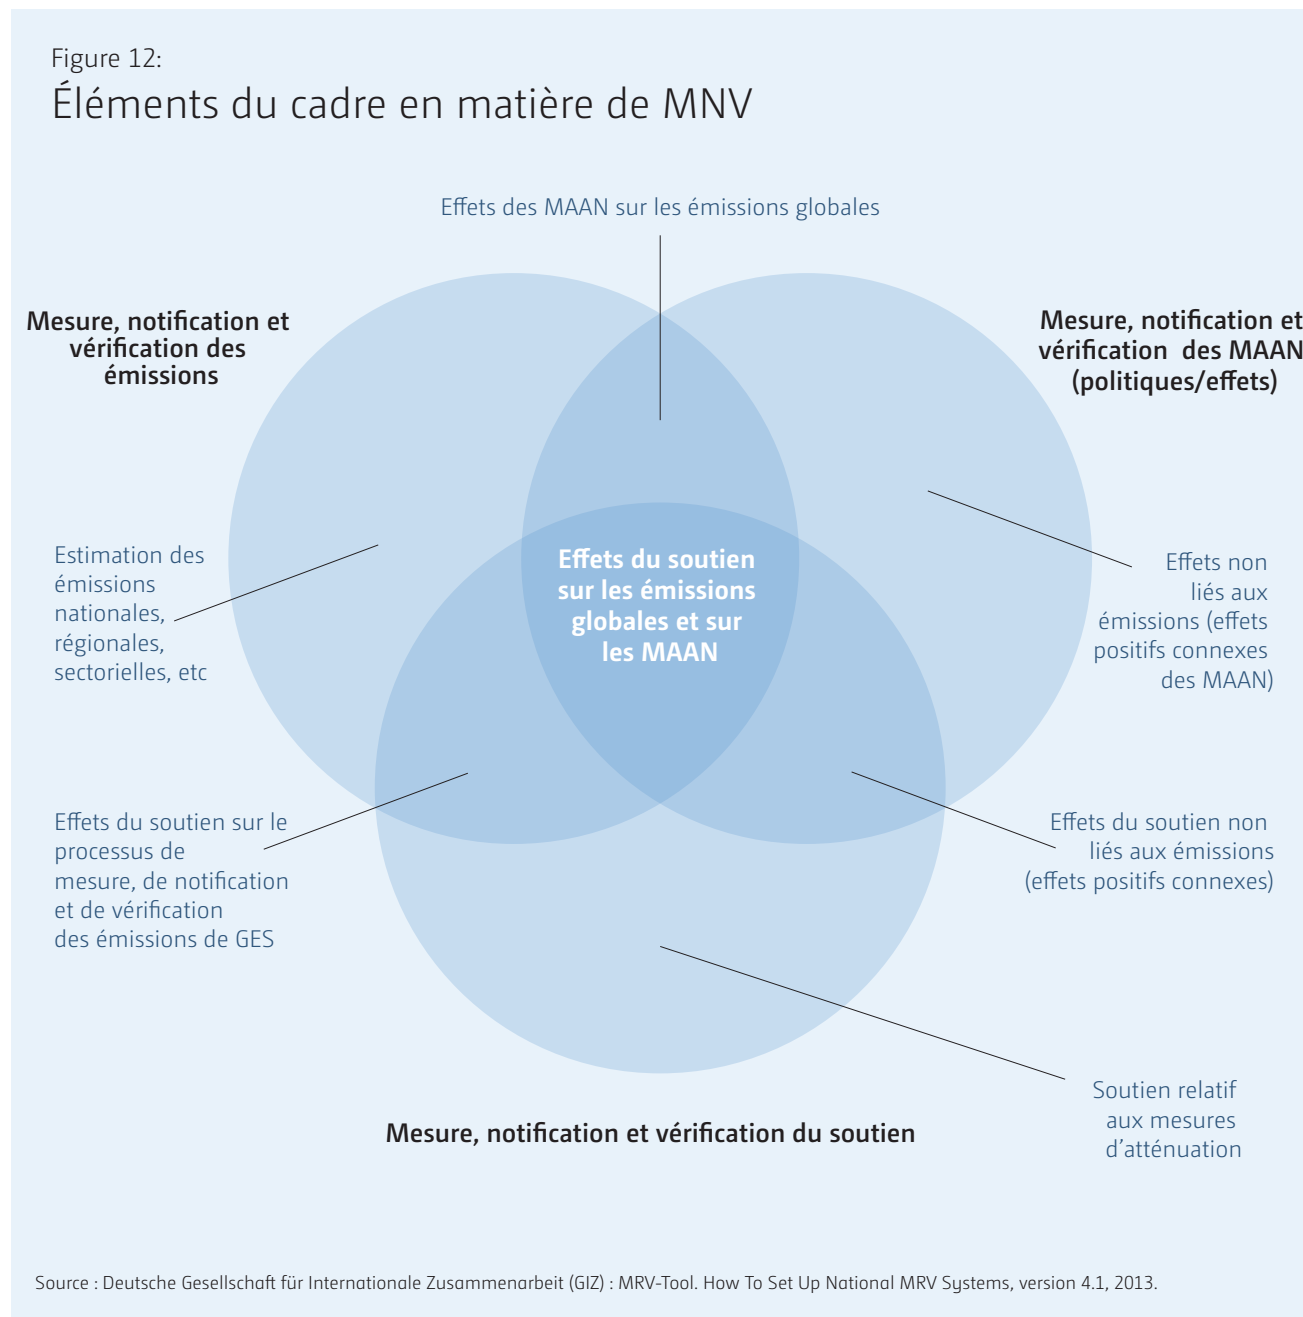 Figure 12:
Éléments du cadre en matière de MNV
Effets des MAAN sur les émissions globales
Mesure, notification et
vérification des
émissions
Mesure, notification et
vérification des MAAN
(politiques/effets)
Effets du soutien
sur les émissions
globales et sur
les MAAN
Estimation des
émissions
nationales,
régionales,
sectorielles, etc
Effets non
liés aux
émissions (effets
positifs connexes
des MAAN)
Effets du soutien sur le
processus de
mesure, de notification
et de vérification
des émissions de GES
Effets du soutien non
liés aux émissions
(effets positifs connexes)
Soutien relatif
aux mesures
d’atténuation
Mesure, notification et vérification du soutien
Source : Deutsche Gesellschaft für Internationale Zusammenarbeit (GIZ) : MRV-Tool. How To Set Up National MRV Systems, version 4.1, 2013.